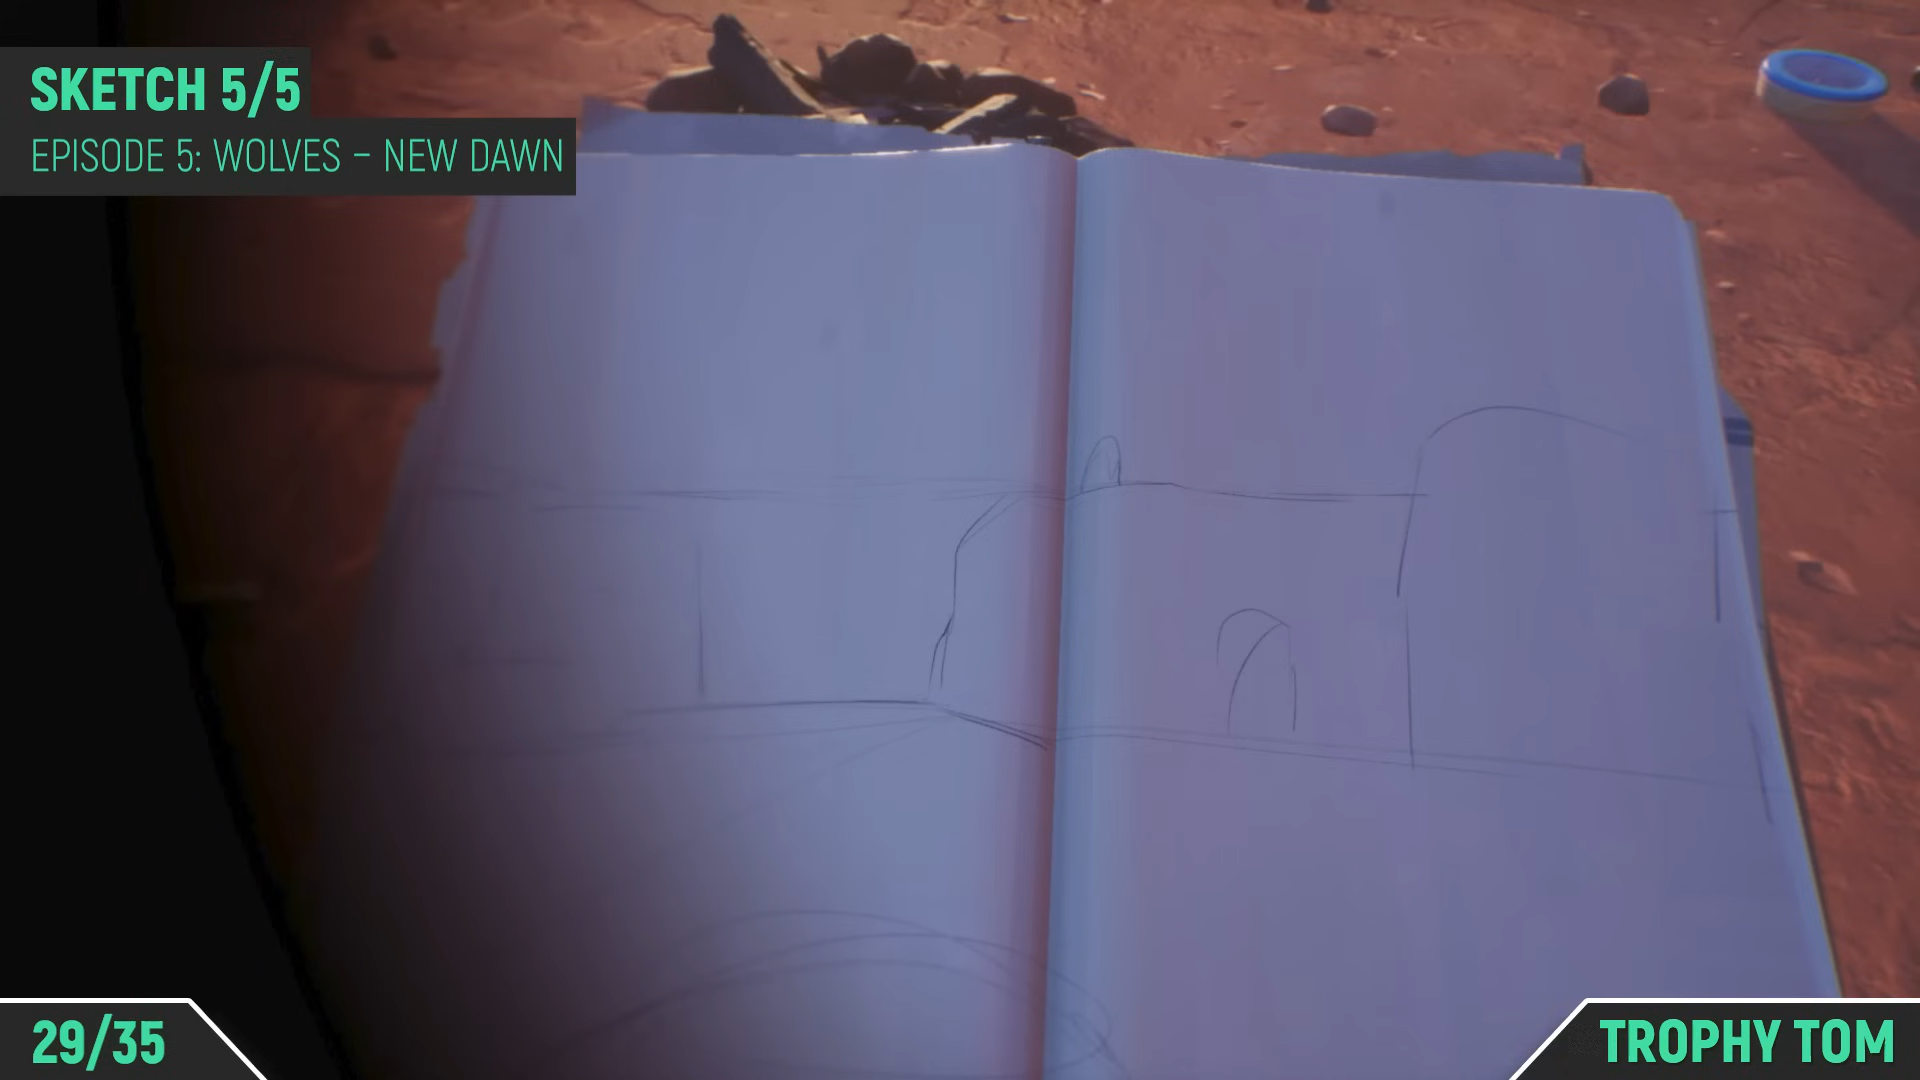 SKETCH 5/5
EPISODE 5: WOLVES – NEW DAWN
29/35
TROPHY TOM